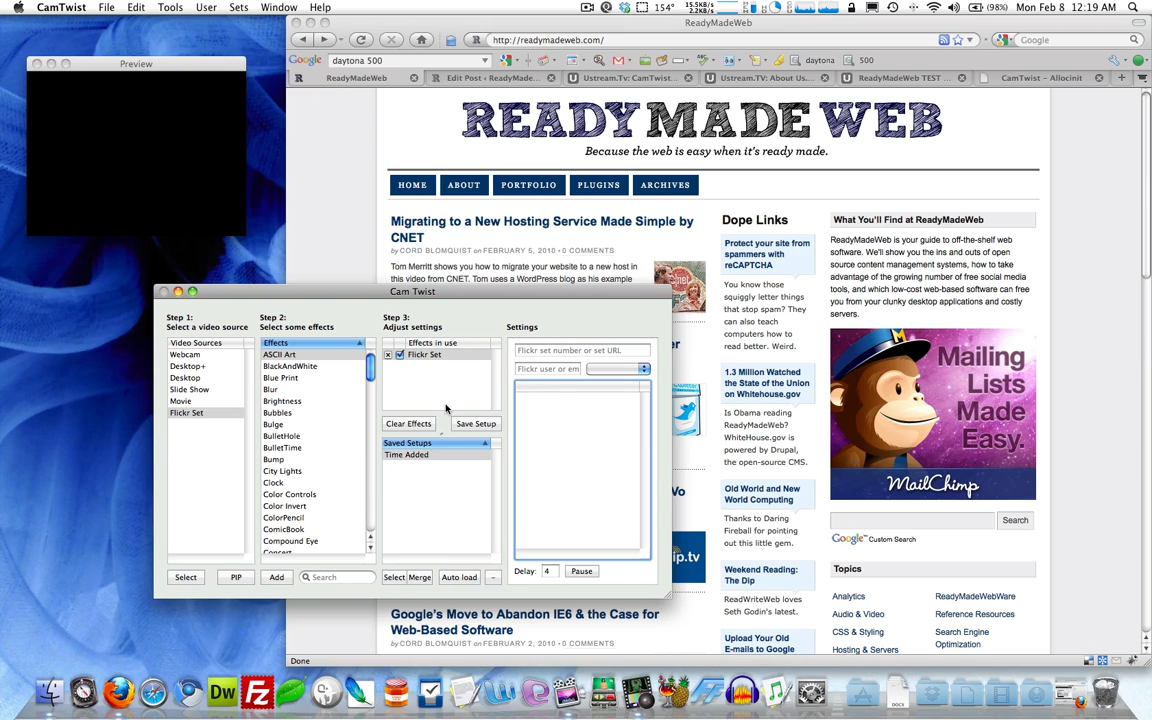 CamTwist File Edit Tools User Sets Window Help
154° 15.5KB/s 2.2KB/s (98%) Mon Feb 8 12:19 AM
Preview
ReadyMadeWeb
http://readymadeweb.com/
Google
Google daytona 500
daytona 500
ReadyMadeWeb
Edit Post ‹ ReadyMade...
Ustream.TV: CamTwist...
Ustream.TV: About Us...
ReadyMadeWeb TEST ...
CamTwist - Allocinit
READY MADE WEB
Because the web is easy when it's ready made.
HOME ABOUT PORTFOLIO PLUGINS ARCHIVES
Migrating to a New Hosting Service Made Simple by
CNET
by CORD BLOMQUIST on FEBRUARY 5, 2010 · 0 COMMENTS
Tom Merritt shows you how to migrate your website to a new host in
this video from CNET. Tom uses a WordPress blog as his example
Cam Twist
Step 1:
Select a video source
Video Sources
Webcam
Desktop+
Desktop
Slide Show
Movie
Flickr Set
Select PIP
Step 2:
Select some effects
Effects
ASCII Art
BlackAndWhite
Blue Print
Blur
Brightness
Bubbles
Bulge
BulletHole
BulletTime
Bump
City Lights
Clock
Color Controls
Color Invert
ColorPencil
ComicBook
Compound Eye
Concert
Add Search
Step 3:
Adjust settings
Effects in use
Flickr Set
Clear Effects Save Setup
Saved Setups
Time Added
Select Merge Auto load -
Settings
Flickr set number or set URL
Flickr user or em
Delay: 4 Pause
Google's Move to Abandon IE6 & the Case for
Web-Based Software
by CORD BLOMQUIST on FEBRUARY 2, 2010 · 0 COMMENTS
Dope Links
Protect your site from
spammers with
reCAPTCHA
You know those
squiggly letter things
that stop spam? They
can also teach
computers how to
read better. Weird.
1.3 Million Watched
the State of the Union
on Whitehouse.gov
Is Obama reading
ReadyMadeWeb?
WhiteHouse.gov is
powered by Drupal,
the open-source CMS.
Old World and New
World Computing
Thanks to Daring
Fireball for pointing
out this little gem.
Weekend Reading:
The Dip
ReadWriteWeb loves
Seth Godin's latest.
Upload Your Old
E-mails to Google
What You'll Find at ReadyMadeWeb
ReadyMadeWeb is your guide to off-the-shelf web
software. We'll show you the ins and outs of open
source content management systems, how to take
advantage of the growing number of free social media
tools, and which low-cost web-based software can free
you from your clunky desktop applications and costly
servers.
Mailing
Lists
Made
Easy.
MailChimp
Search
Google™ Custom Search
Topics
Analytics
Audio & Video
CSS & Styling
Hosting & Servers
ReadyMadeWebWare
Reference Resources
Search Engine
Optimization
Done
Dw Fz
DOCX